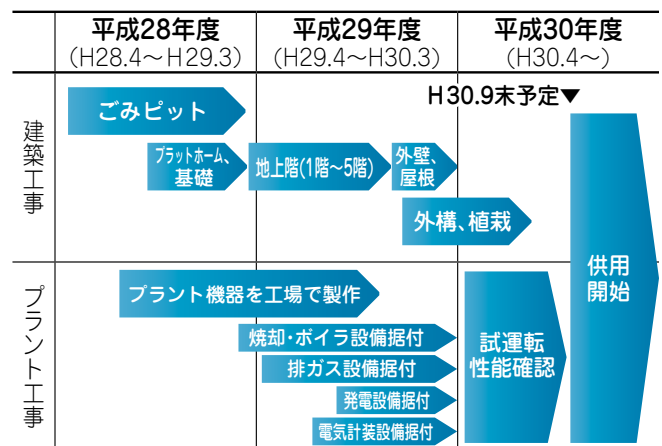 平成28年度
(H28.4～H29.3)
平成29年度
(H29.4～H30.3)
平成30年度
(H30.4～)
H30.9末予定▼
建築工事
ごみピット
プラットホーム、
基礎
地上階(1階～5階)
外壁、
屋根
外構、植栽
供用
開始
プラント工事
プラント機器を工場で製作
焼却・ボイラ設備据付
排ガス設備据付
発電設備据付
電気計装設備据付
試運転
性能確認